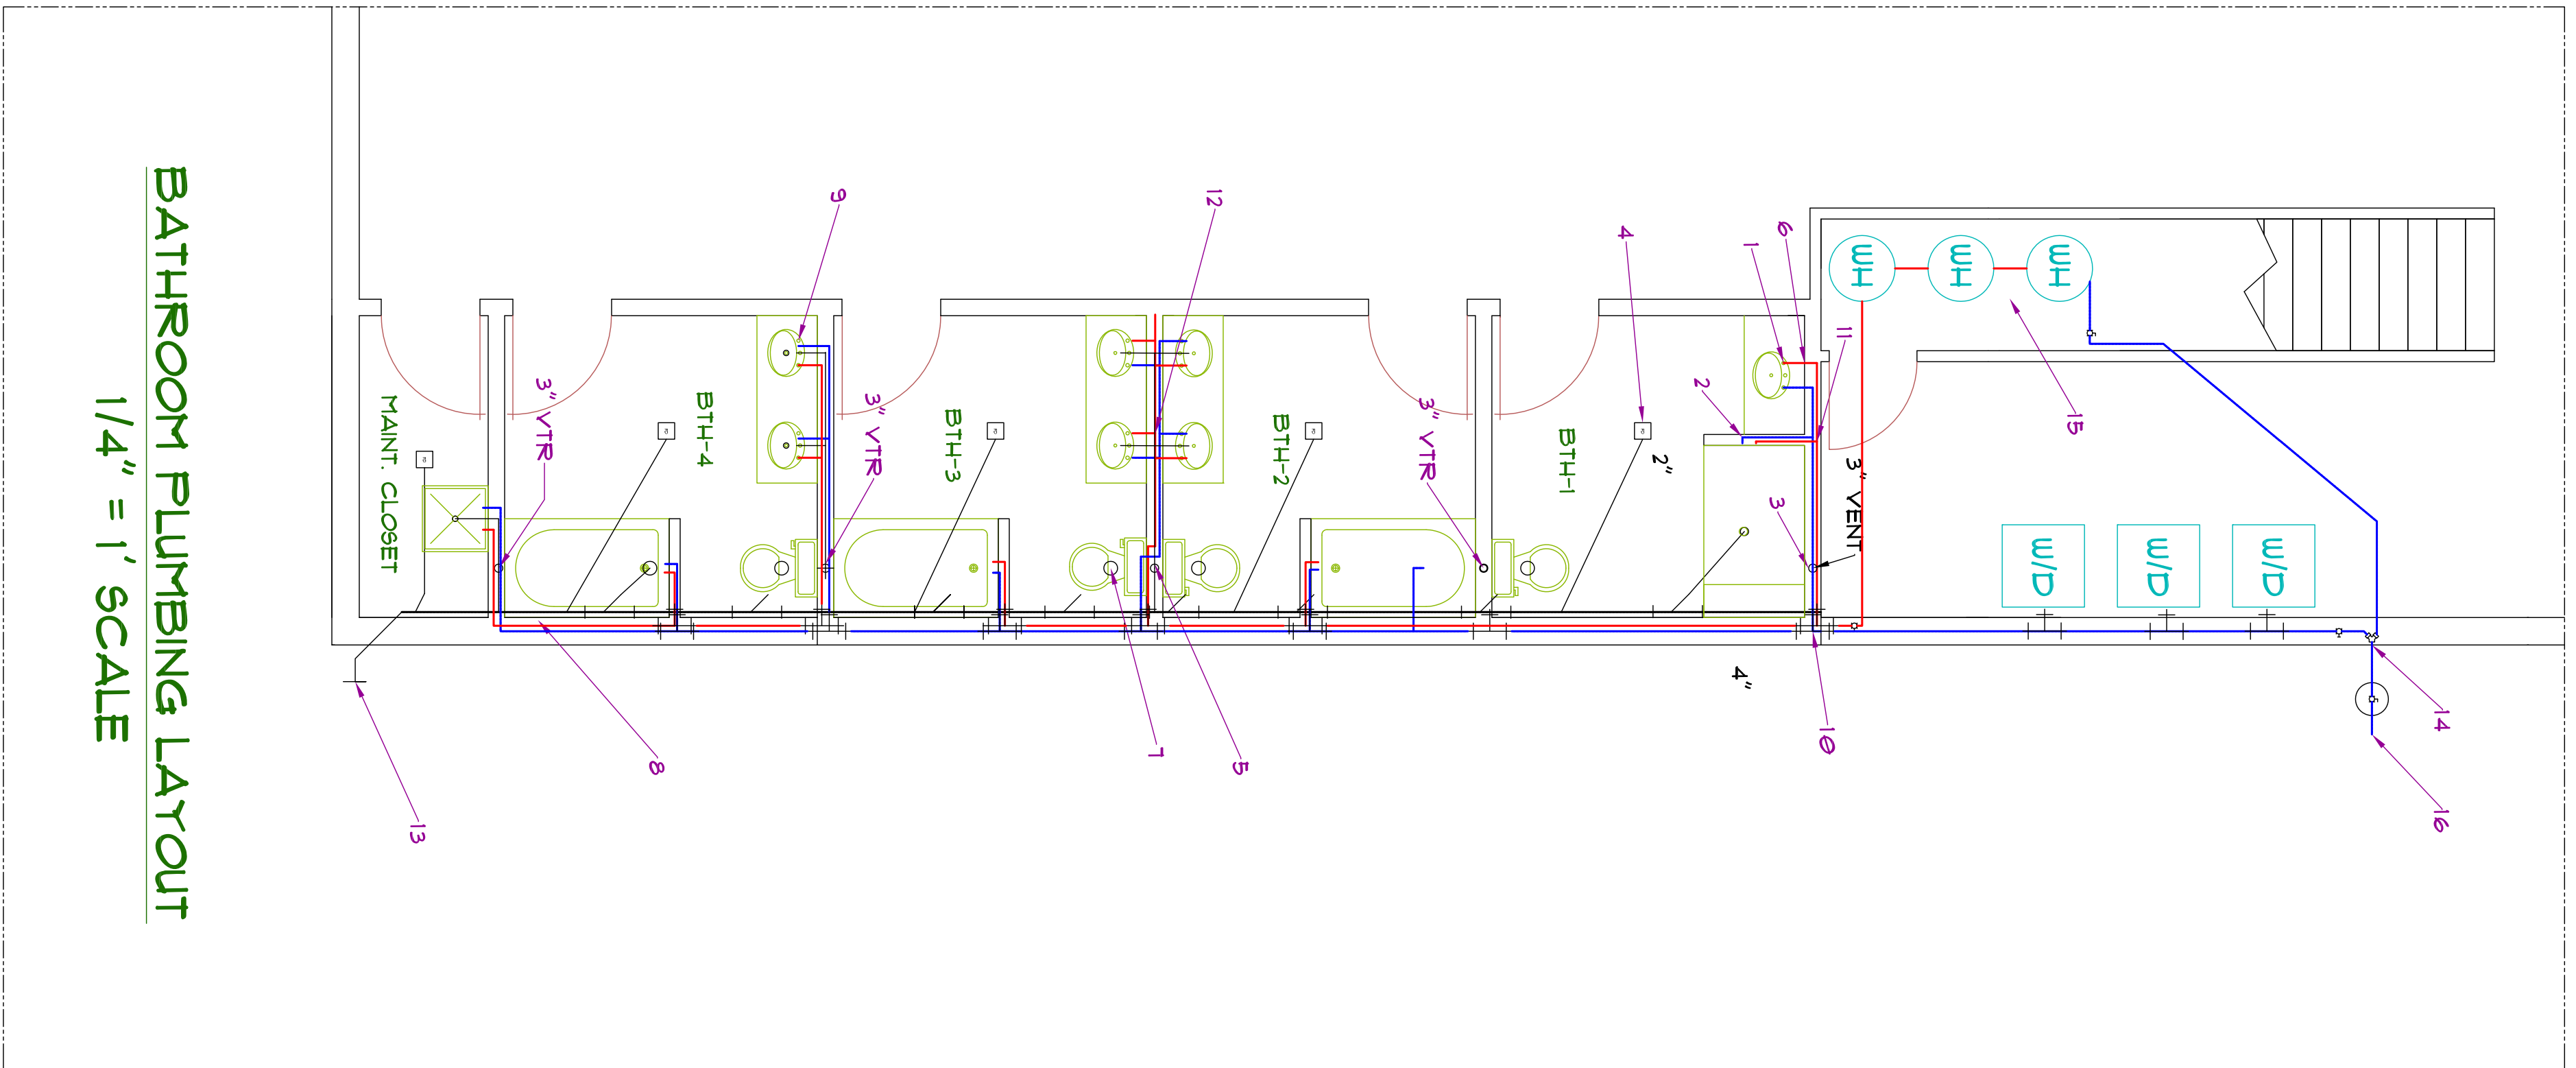 BATHROOM PLUMBING LAYOUT
1/4" = 1' SCALE
MAINT. CLOSET
3" VTR
BTH-4
3" VTR
BTH-3
BTH-2
3" VTR
BTH-1
2"
3" VENT
4"
WH
WH
WH
W/D
W/D
W/D
1
2
3
4
5
6
7
8
9
10
11
12
13
14
15
16